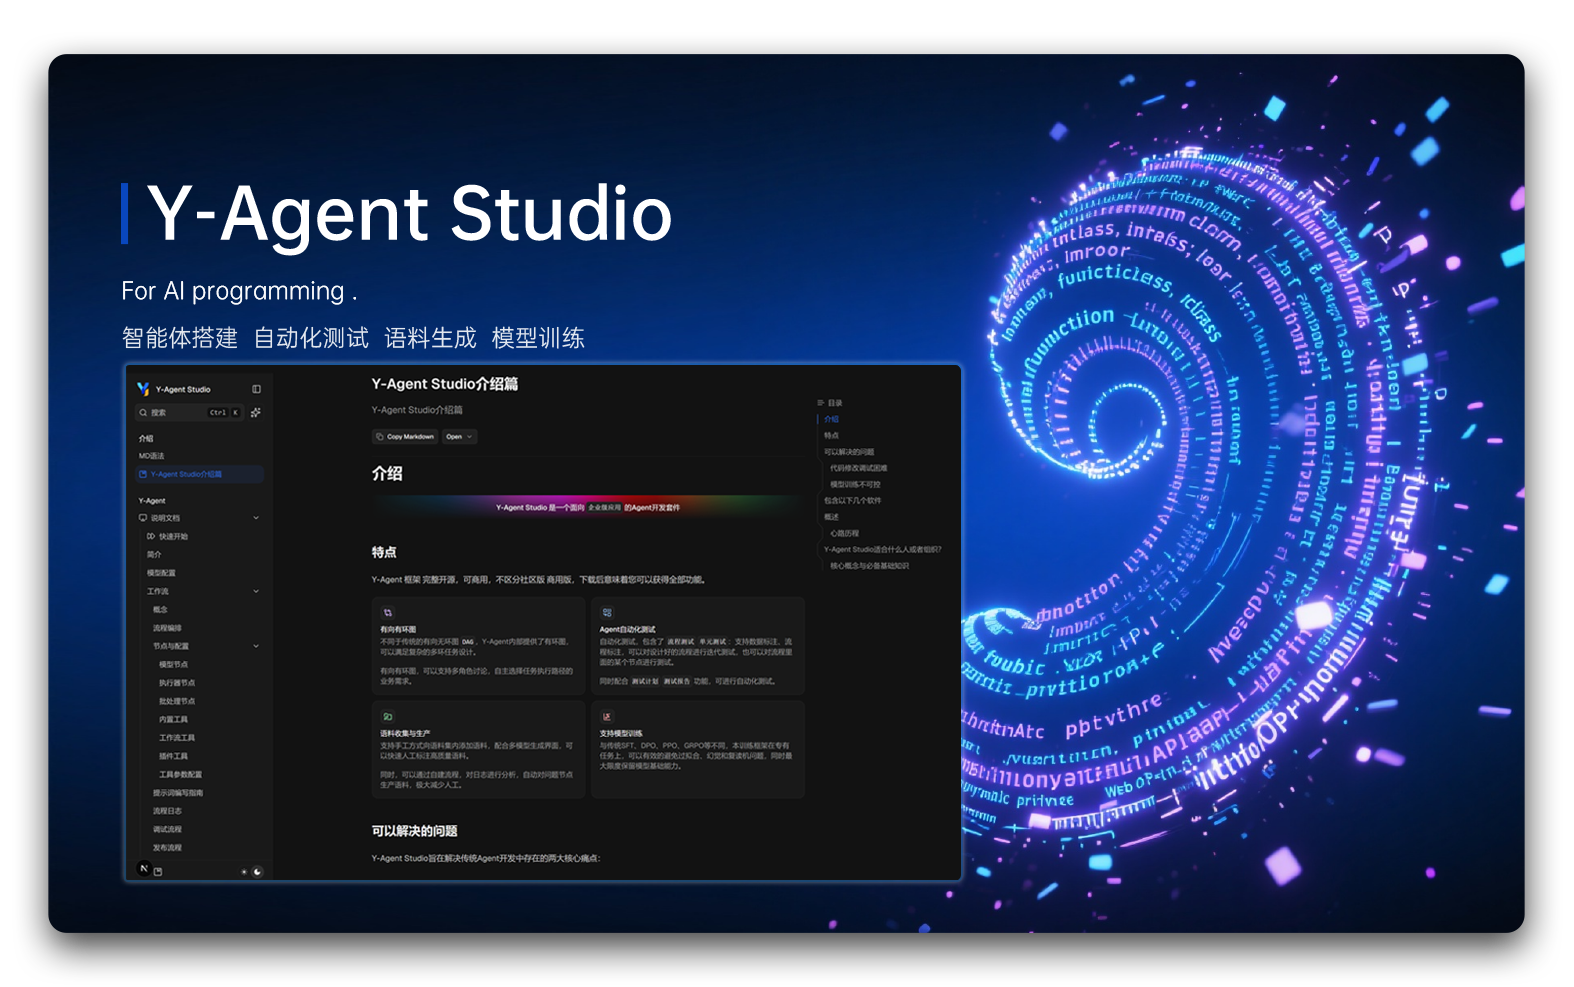 Y-Agent Studio
For AI programming .
智能体搭建 自动化测试 语料生成 模型训练
Y-Agent Studio
搜索 Ctrl K
介绍
MD语法
Y-Agent Studio介绍篇
Y-Agent
说明文档
快速开始
简介
模型配置
工作流
概念
流程编排
节点与配置
模型节点
执行器节点
批处理节点
内置工具
工作流工具
插件工具
工具参数配置
提示词编写指南
流程日志
调试流程
发布流程
N
Y-Agent Studio介绍篇
Y-Agent Studio介绍篇
Copy Markdown Open
介绍
Y-Agent Studio 是一个面向 企业级应用 的Agent开发套件
特点
Y-Agent 框架 完整开源，可商用，不区分社区版 商用版，下载后意味着您可以获得全部功能。
有向有环图
不同于传统的有向无环图 DAG ，Y-Agent内部提供了有环图，
可以满足复杂的多环任务设计。
有向有环图，可以支持多角色讨论，自主选择任务执行路径的
业务需求。
Agent自动化测试
自动化测试，包含了 流程测试 单元测试 ；支持数据标注，流
程标注，可以对设计好的流程进行迭代测试，也可以对流程里
面的某个节点进行测试。
同时配合 测试计划 测试报告 功能，可进行自动化测试。
语料收集与生产
支持手工方式向语料集内添加语料，配合多模型生成界面，可
以快速人工标注高质量语料。
同时，可以通过自建流程，对日志进行分析，自动对问题节点
生产语料，极大减少人工。
支持模型训练
与传统SFT、DPO、PPO、GRPO等不同，本训练框架在专有
任务上，可以有效的避免过拟合、幻觉和复读机问题，同时最
大限度保留模型基础能力。
可以解决的问题
Y-Agent Studio旨在解决传统Agent开发中存在的两大核心痛点：
目录
介绍
特点
可以解决的问题
代码修改调试困难
模型训练不可控
包含以下几个软件
概述
心路历程
Y-Agent Studio适合什么人或者组织？
核心概念与必备基础知识